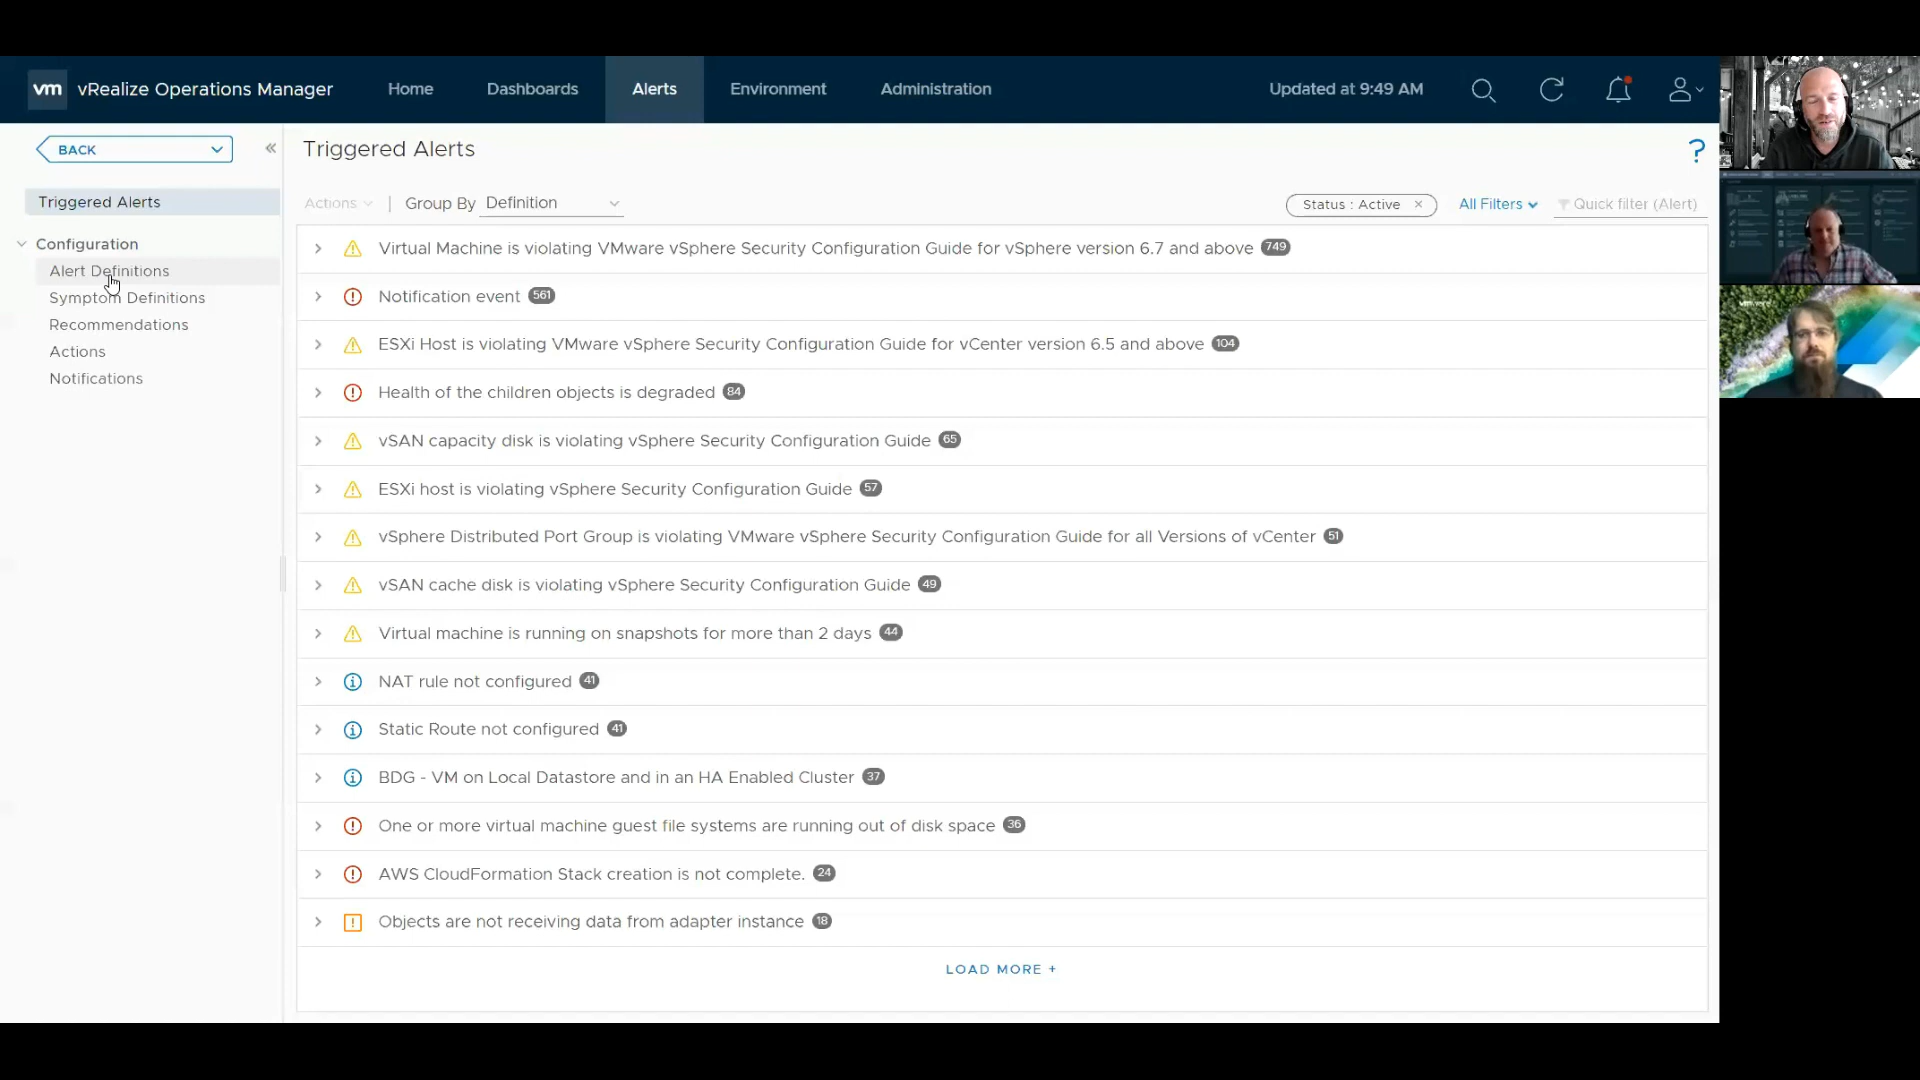 vm vRealize Operations Manager Home Dashboards Alerts Environment Administration Updated at 9:49 AM
BACK
Triggered Alerts
Configuration
Alert Definitions
Symptom Definitions
Recommendations
Actions
Notifications
Triggered Alerts ?
Actions | Group By Definition Status : Active × All Filters Quick filter (Alert)
Virtual Machine is violating VMware vSphere Security Configuration Guide for vSphere version 6.7 and above 749
Notification event 561
ESXi Host is violating VMware vSphere Security Configuration Guide for vCenter version 6.5 and above 104
Health of the children objects is degraded 84
vSAN capacity disk is violating vSphere Security Configuration Guide 65
ESXi host is violating vSphere Security Configuration Guide 57
vSphere Distributed Port Group is violating VMware vSphere Security Configuration Guide for all Versions of vCenter 51
vSAN cache disk is violating vSphere Security Configuration Guide 49
Virtual machine is running on snapshots for more than 2 days 44
NAT rule not configured 41
Static Route not configured 41
BDG - VM on Local Datastore and in an HA Enabled Cluster 37
One or more virtual machine guest file systems are running out of disk space 36
AWS CloudFormation Stack creation is not complete. 24
Objects are not receiving data from adapter instance 18
LOAD MORE +